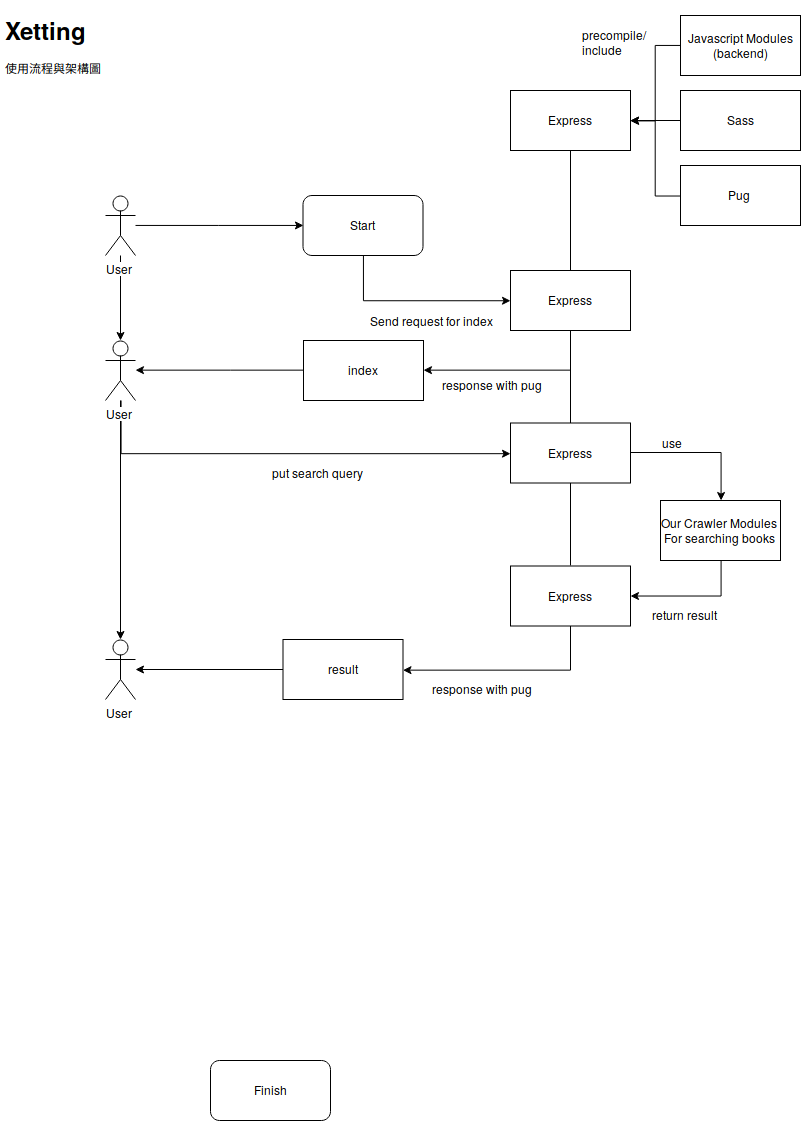 Xetting
使用流程與架構圖
precompile/
include
Javascript Modules
(backend)
Express
Sass
Pug
User
Start
Express
Send request for index
User
index
response with pug
Express
use
put search query
Our Crawler Modules
For searching books
Express
return result
User
result
response with pug
Finish